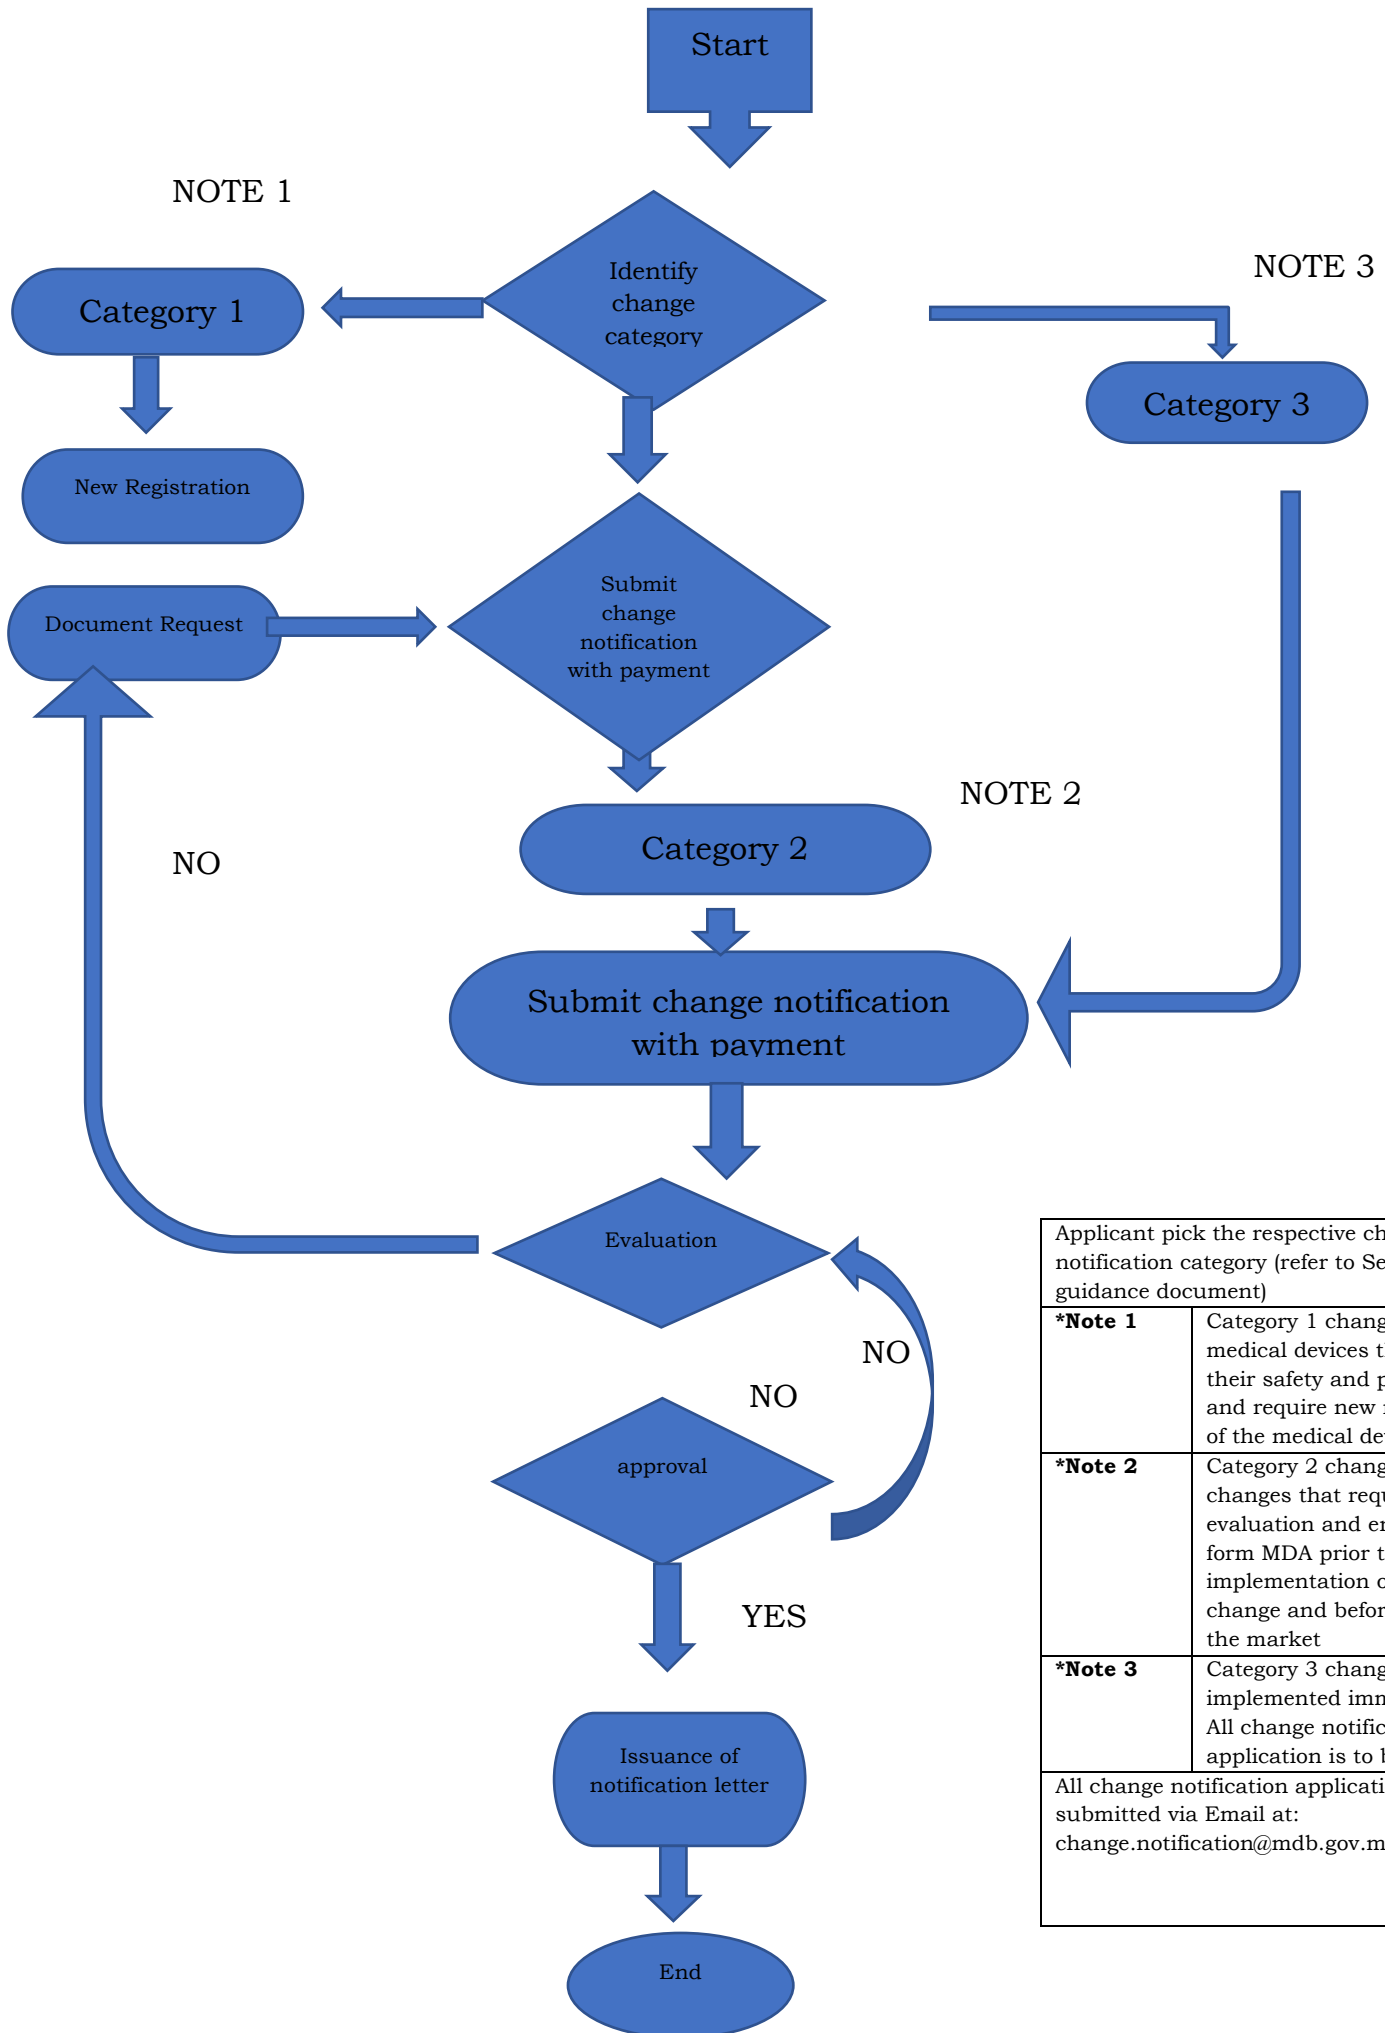 Start
NOTE 1
Identify
change
category
NOTE 3
Category 1
Category 3
New Registration
Document Request
Submit
change
notification
with payment
NOTE 2
Category 2
NO
Submit change notification
with payment
Evaluation
NO
NO
approval
YES
Issuance of
notification letter
End
Applicant pick the respective ch
notification category (refer to Se
guidance document)
*Note 1
Category 1 chang
medical devices t
their safety and p
and require new
of the medical de
*Note 2
Category 2 chang
changes that requ
evaluation and e
form MDA prior t
implementation o
change and befor
the market
*Note 3
Category 3 chang
implemented imm
All change notific
application is to b
All change notification applicati
submitted via Email at:
change.notification@mdb.gov.m